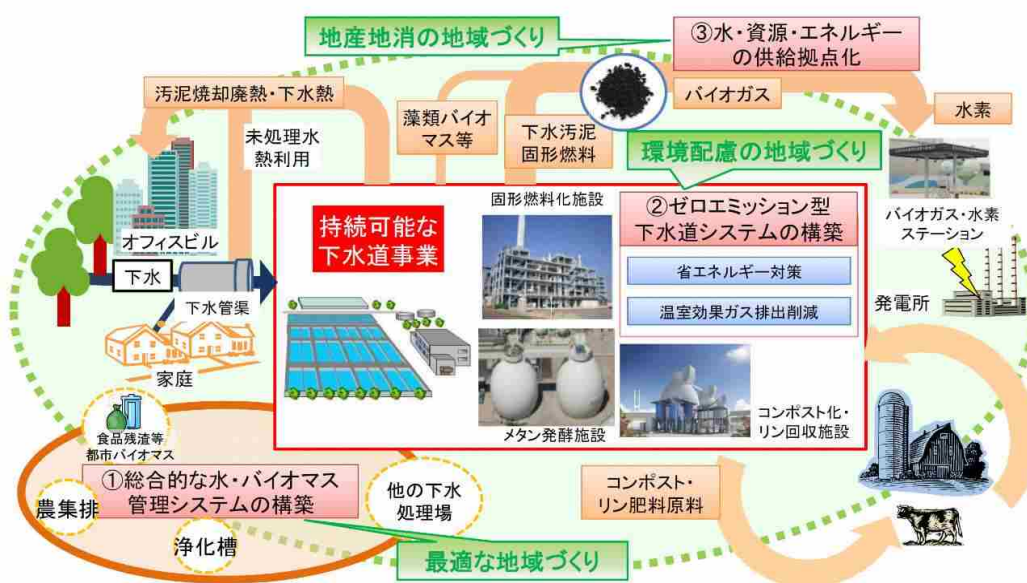 地産地消の地域づくり
③水・資源・エネルギー
の供給拠点化
汚泥焼却廃熱・下水熱
未処理水
熱利用
藻類バイオ
マス等
下水汚泥
固形燃料
バイオガス
水素
環境配慮の地域づくり
オフィスビル
下水
下水管渠
家庭
持続可能な
下水道事業
固形燃料化施設
②ゼロエミッション型
下水道システムの構築
省エネルギー対策
温室効果ガス排出削減
バイオガス・水素
ステーション
発電所
メタン発酵施設
コンポスト化・
リン回収施設
食品残渣等
都市バイオマス
①総合的な水・バイオマス
管理システムの構築
農集排
浄化槽
他の下水
処理場
コンポスト・
リン肥料原料
最適な地域づくり